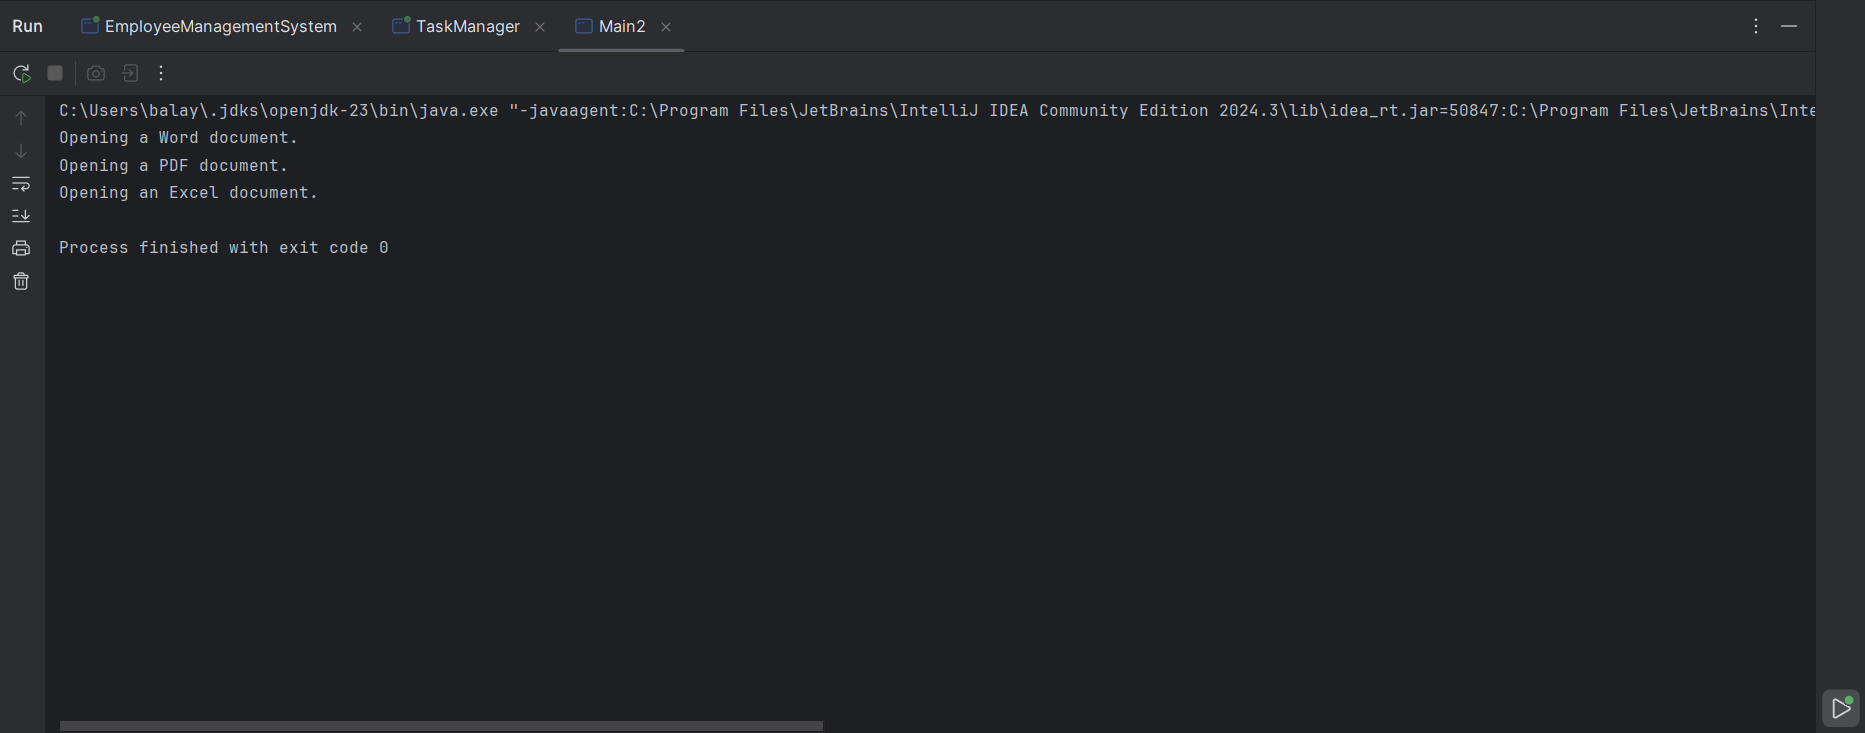 Run EmployeeManagementSystem TaskManager Main2
C:\Users\balay\.jdks\openjdk-23\bin\java.exe "-javaagent:C:\Program Files\JetBrains\IntelliJ IDEA Community Edition 2024.3\lib\idea_rt.jar=50847:C:\Program Files\JetBrains\Inte
Opening a Word document.
Opening a PDF document.
Opening an Excel document.
Process finished with exit code 0